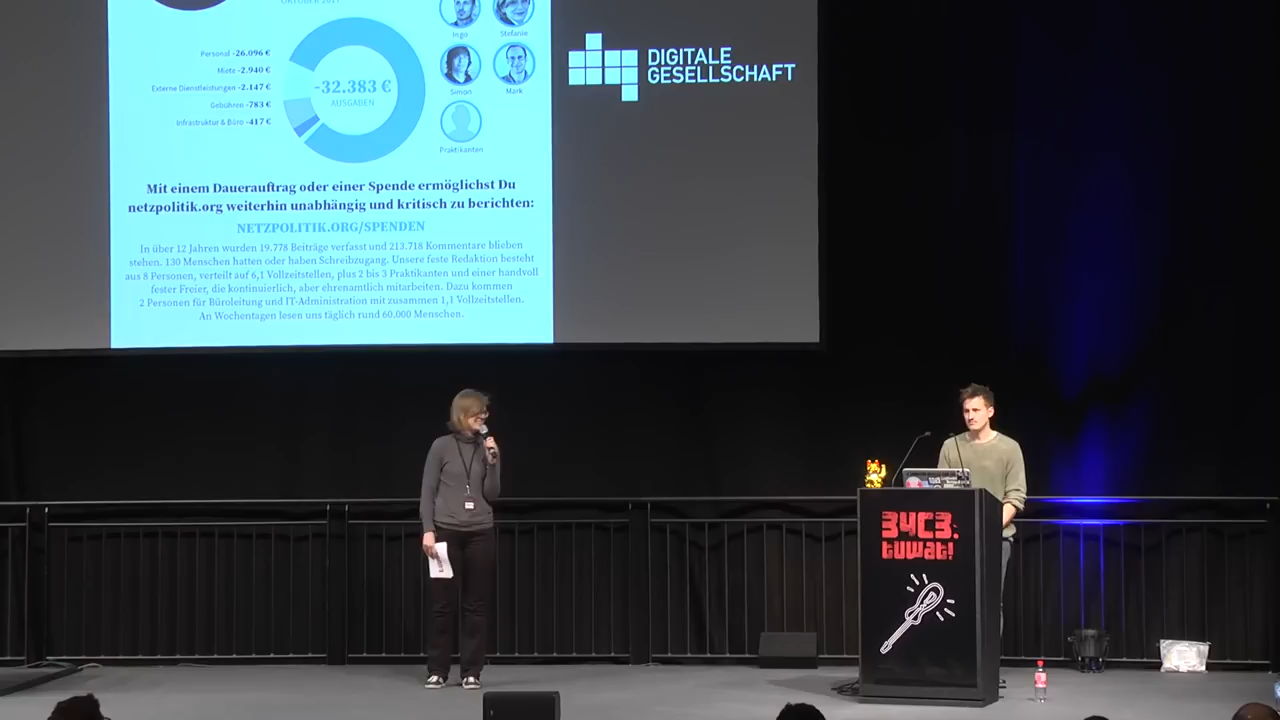 OKTOBER 2017
Personal -26.096 €
Miete -2.940 €
Externe Dienstleistungen -2.147 €
Gebühren -783 €
Infrastruktur & Büro -417 €
-32.383 €
AUSGABEN
Ingo
Stefanie
Simon
Mark
Praktikanten
DIGITALE
GESELLSCHAFT
Mit einem Dauerauftrag oder einer Spende ermöglichst Du
netzpolitik.org weiterhin unabhängig und kritisch zu berichten:
NETZPOLITIK.ORG/SPENDEN
In über 12 Jahren wurden 19.778 Beiträge verfasst und 213.718 Kommentare blieben
stehen. 130 Menschen hatten oder haben Schreibzugang. Unsere feste Redaktion besteht
aus 8 Personen, verteilt auf 6,1 Vollzeitstellen, plus 2 bis 3 Praktikanten und einer handvoll
fester Freier, die kontinuierlich, aber ehrenamtlich mitarbeiten. Dazu kommen
2 Personen für Büroleitung und IT-Administration mit zusammen 1,1 Vollzeitstellen.
An Wochentagen lesen uns täglich rund 60.000 Menschen.
34C3:
tuwat!